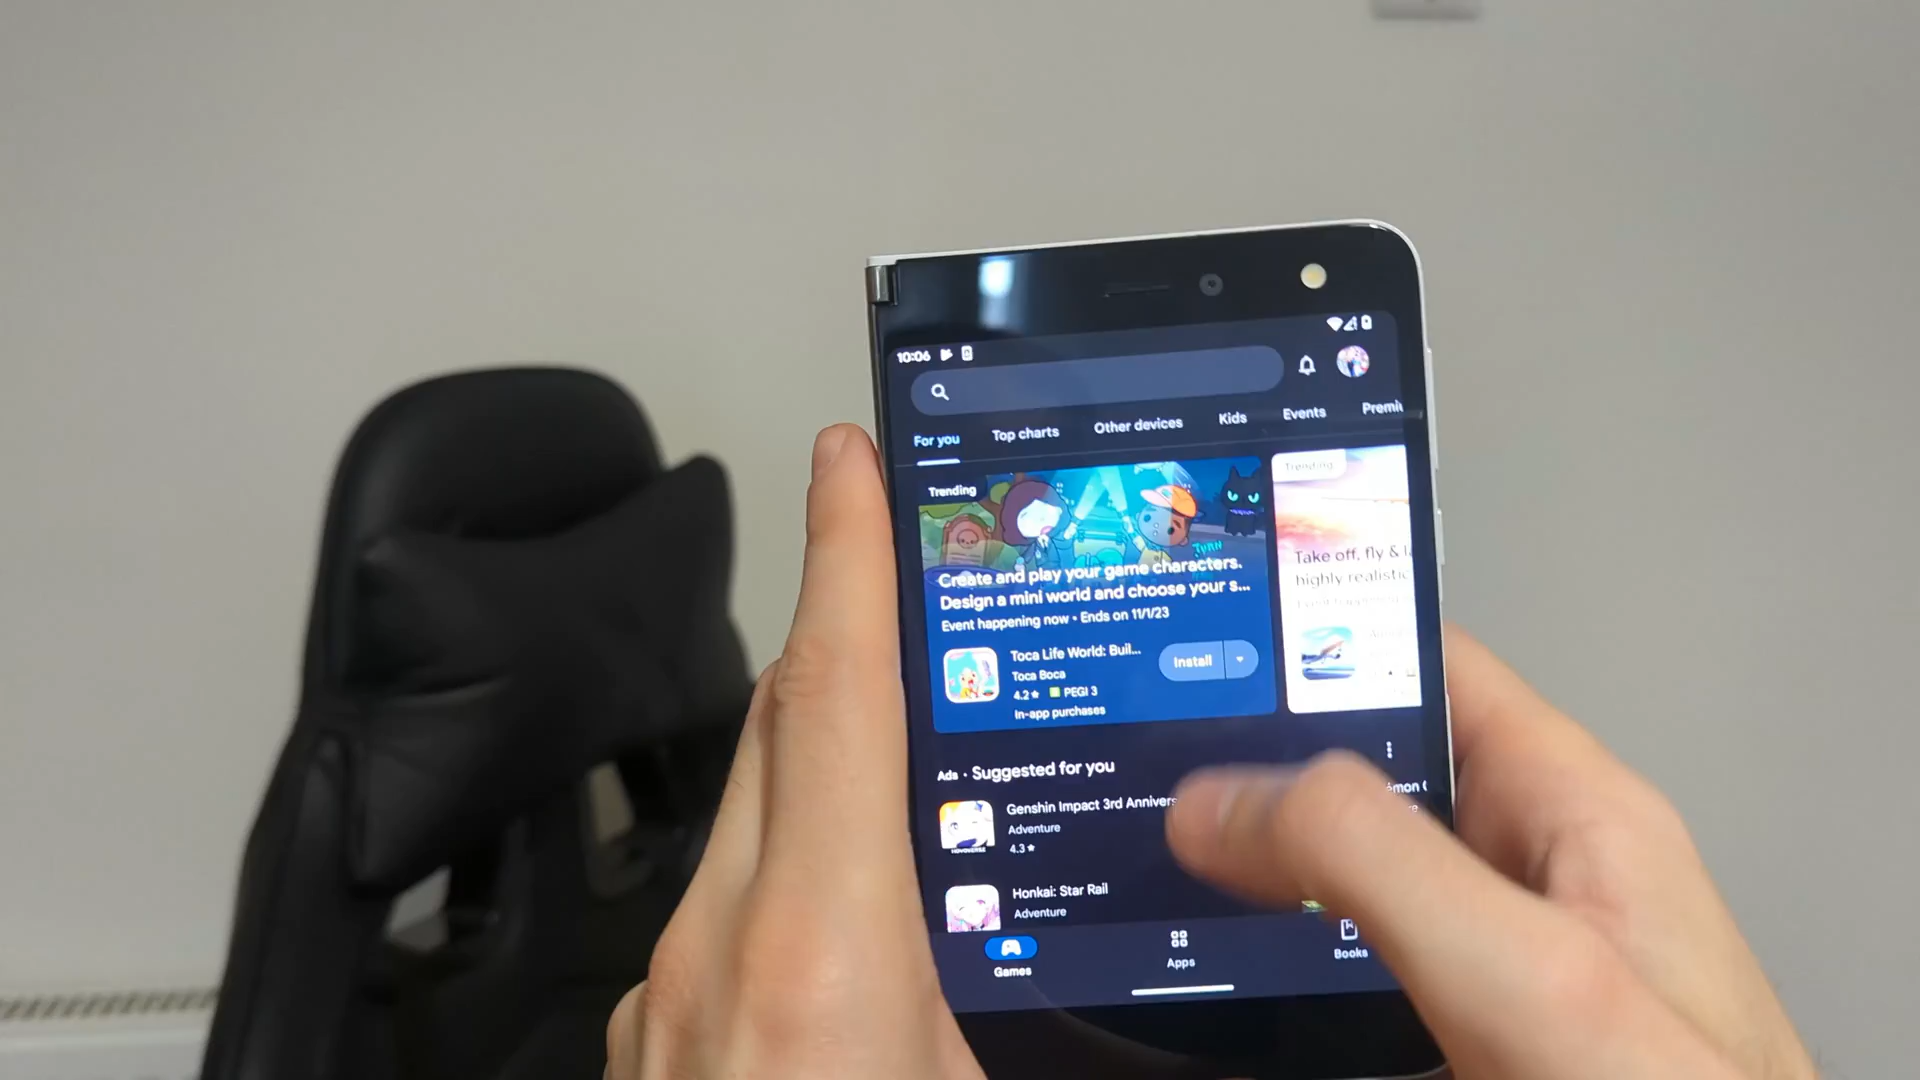 10:06
For you
Top charts
Other devices
Kids
Events
Premiu
Trending
Create and play your game characters.
Design a mini world and choose your s...
Event happening now • Ends on 11/1/23
Toca Life World: Buil...
Toca Boca
4.2★ PEGI 3
In-app purchases
Install
Trending
Take off, fly & l
highly realistic
Ads • Suggested for you
Genshin Impact 3rd Annivers
Adventure
4.3★
émon
Honkai: Star Rail
Adventure
Games
Apps
Books